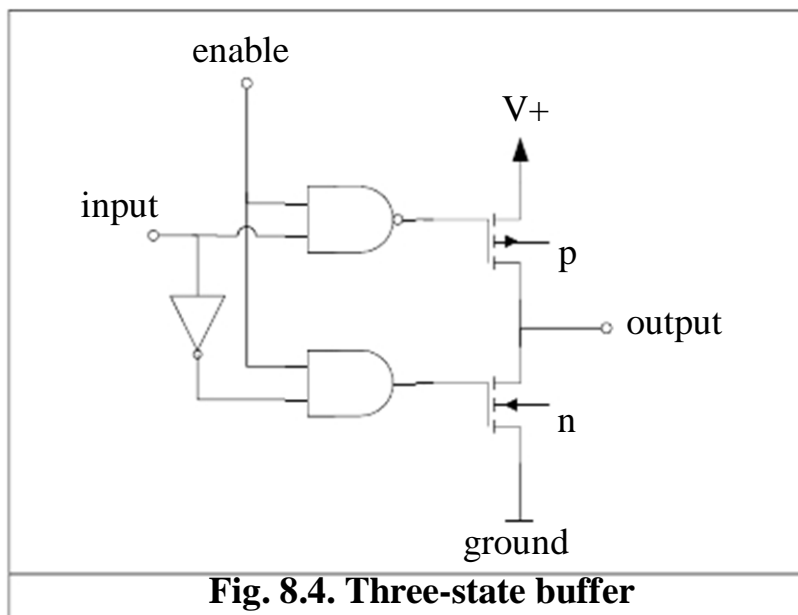 enable
V+
input
p
output
n
ground
Fig. 8.4. Three-state buffer